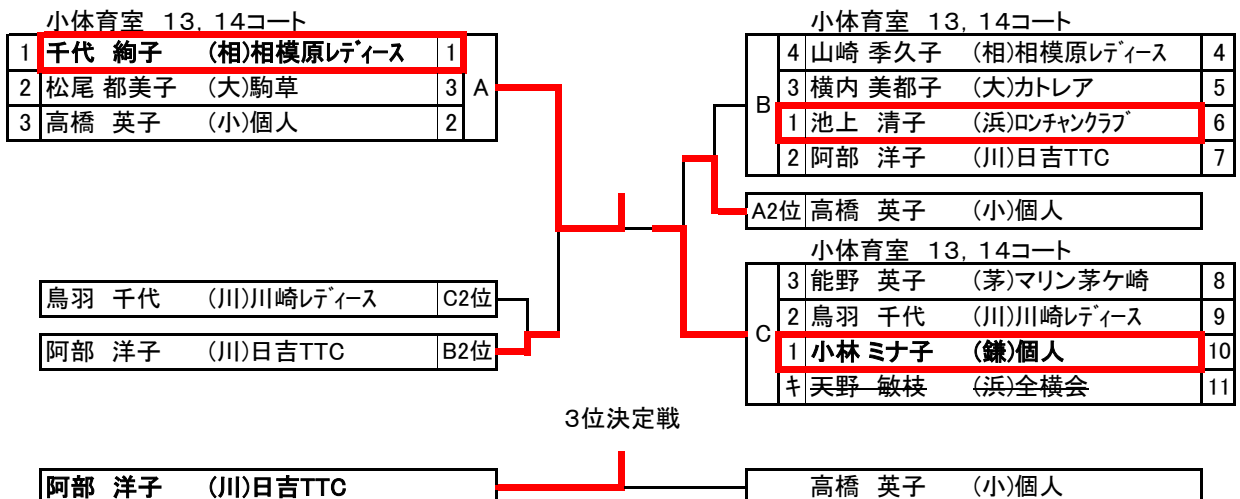 小体育室 13，14コート
1 千代 絢子 (相)相模原レディース 1
2 松尾 都美子 (大)駒草 3
A
3 高橋 英子 (小)個人 2
鳥羽 千代 (川)川崎レディース C2位
阿部 洋子 (川)日吉TTC B2位
小体育室 13，14コート
4 山崎 季久子 (相)相模原レディース 4
3 横内 美都子 (大)カトレア 5
B
1 池上 清子 (浜)ロンチャンクラブ 6
2 阿部 洋子 (川)日吉TTC 7
A2位 高橋 英子 (小)個人
小体育室 13，14コート
3 能野 英子 (茅)マリン茅ケ崎 8
2 鳥羽 千代 (川)川崎レディース 9
C
1 小林 ミナ子 (鎌)個人 10
キ 天野 敏枝 (浜)全横会 11
3位決定戦
阿部 洋子 (川)日吉TTC
高橋 英子 (小)個人